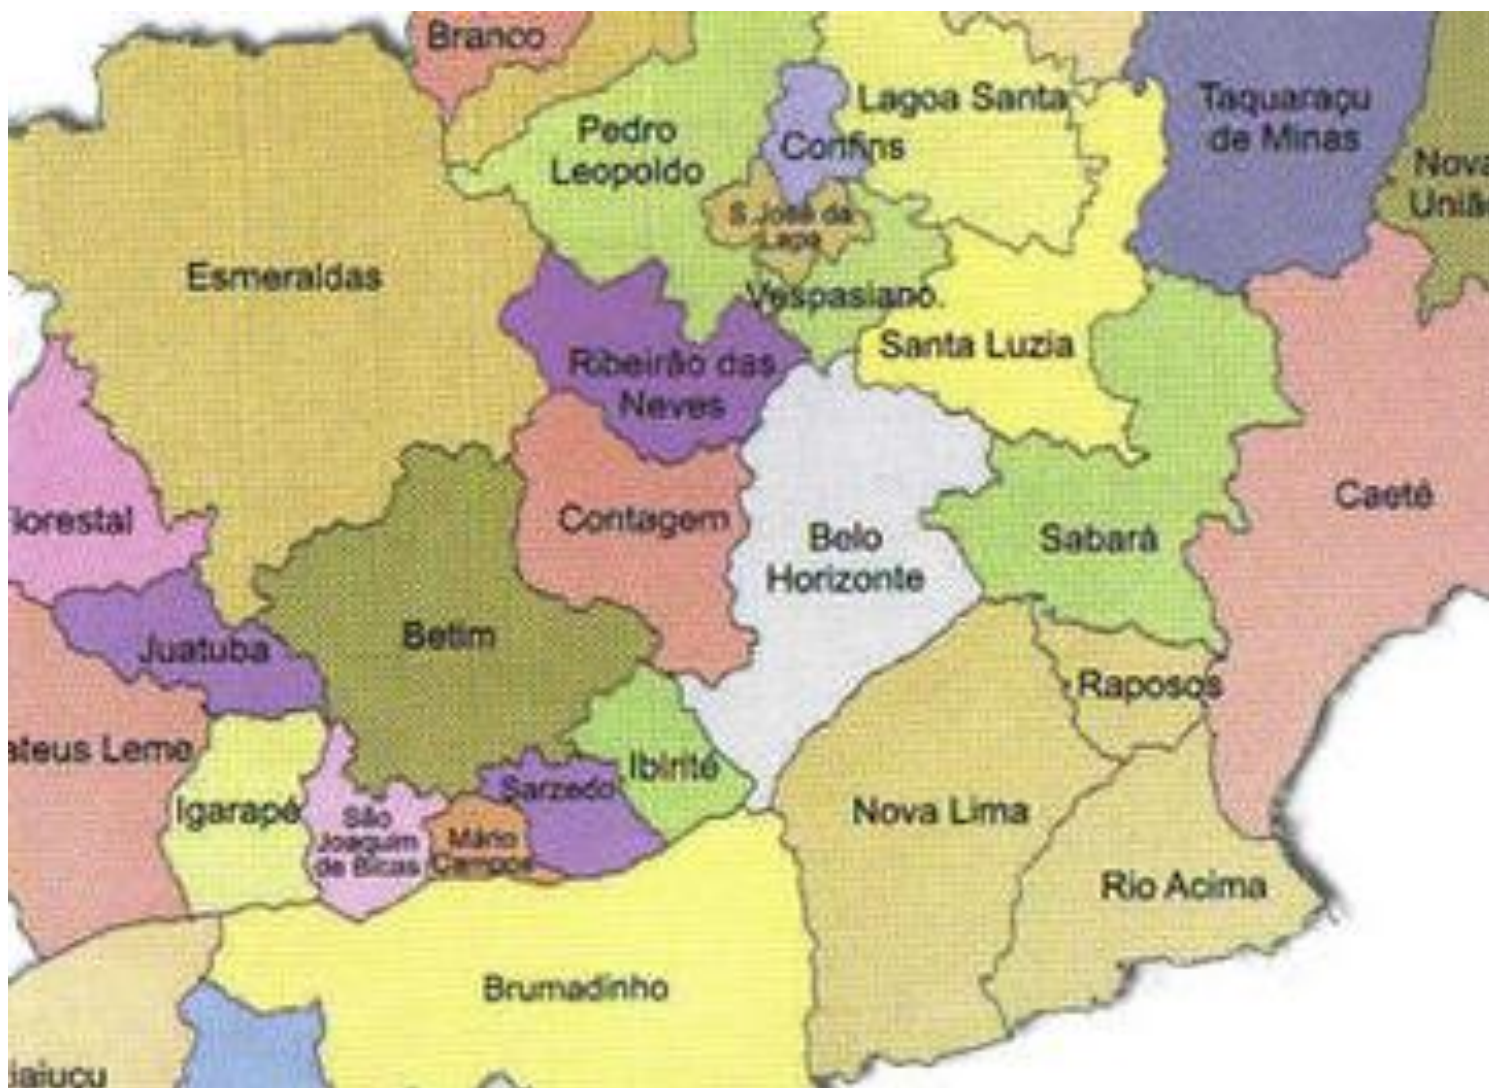 Branco
Lagoa Santa
Taquaraçu
de Minas
Pedro
Leopoldo
Confins
Nova
União
S.José da
Lapa
Esmeraldas
Vespasiano
Santa Luzia
Ribeirão das
Neves
Caeté
lorestal
Contagem
Belo
Horizonte
Sabará
Betim
Juatuba
Raposos
ateus Leme
Ibirité
Sarzedo
Igarapé
São
Joaquim
de Bicas
Mário
Campos
Nova Lima
Rio Acima
Brumadinho